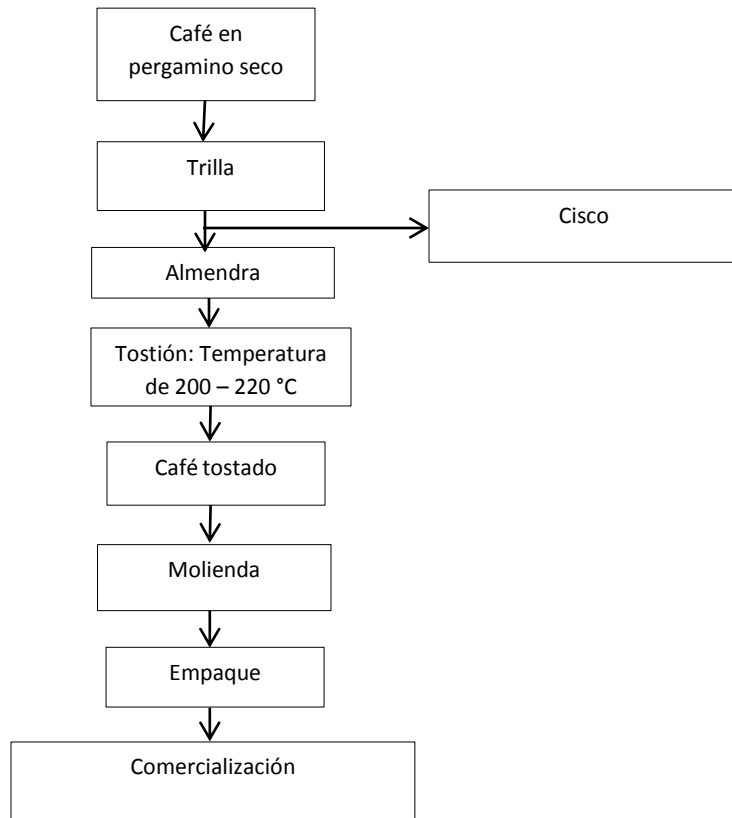 Café en
pergamino seco
Trilla
Cisco
Almendra
Tostión: Temperatura
de 200 – 220 °C
Café tostado
Molienda
Empaque
Comercialización